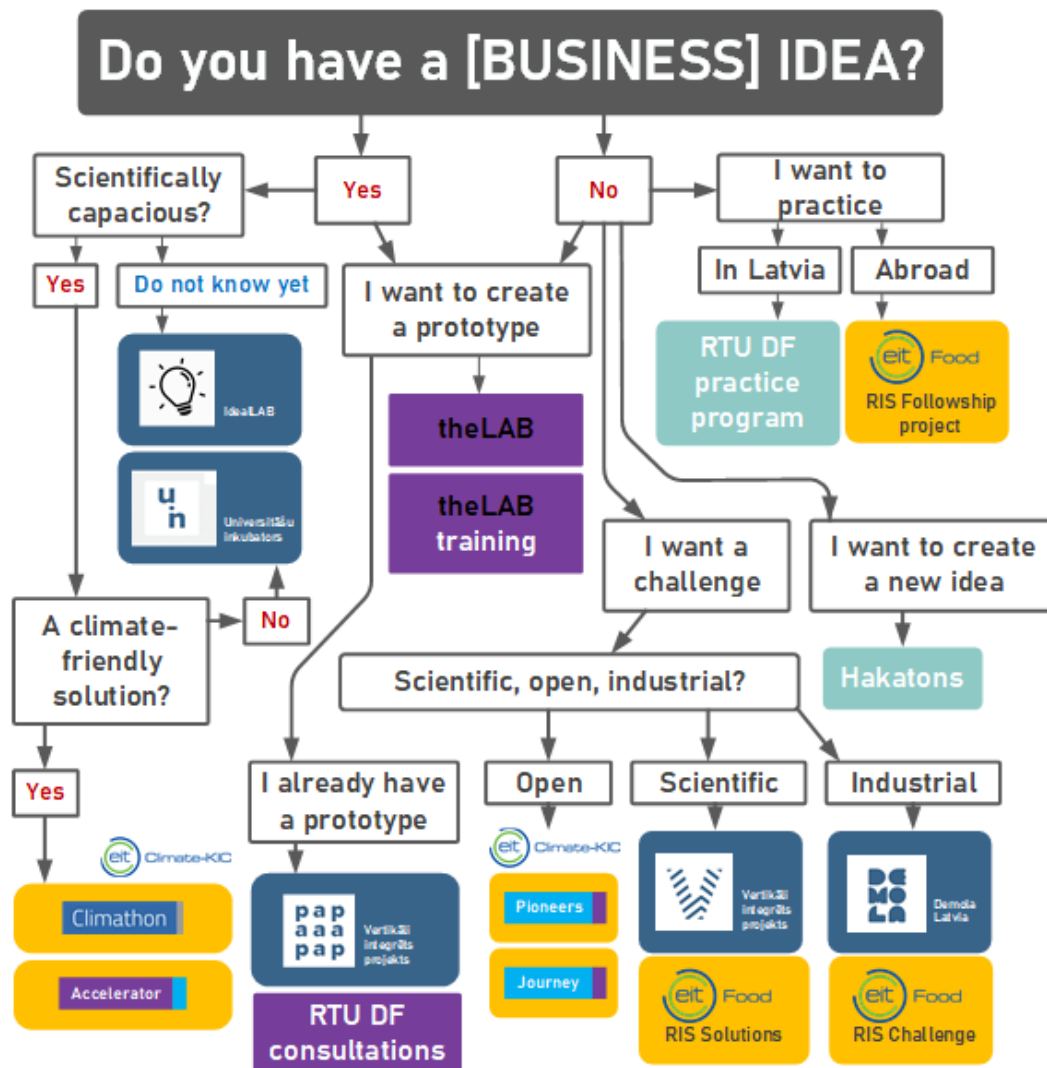 Do you have a [BUSINESS] IDEA?
Scientifically
capacious?
Yes
No
I want to
practice
Yes
Do not know yet
I want to create
a prototype
In Latvia
Abroad
IdeaLAB
theLAB
RTU DF
practice
program
eit Food
RIS Followship
project
u
in
Universitāšu
inkubators
theLAB
training
I want a
challenge
I want to create
a new idea
A climate-
friendly
solution?
No
Scientific, open, industrial?
Hakatons
Yes
I already have
a prototype
Open
Scientific
Industrial
eit Climate-KIC
Climathon
Accelerator
pap
aaa
pap
Vertikāli
integrēts
projekts
RTU DF
consultations
eit Climate-KIC
Pioneers
Journey
V
Vertikāli
integrēts
projekts
eit Food
RIS Solutions
DE
MO
LA
Demola
Latvia
eit Food
RIS Challenge